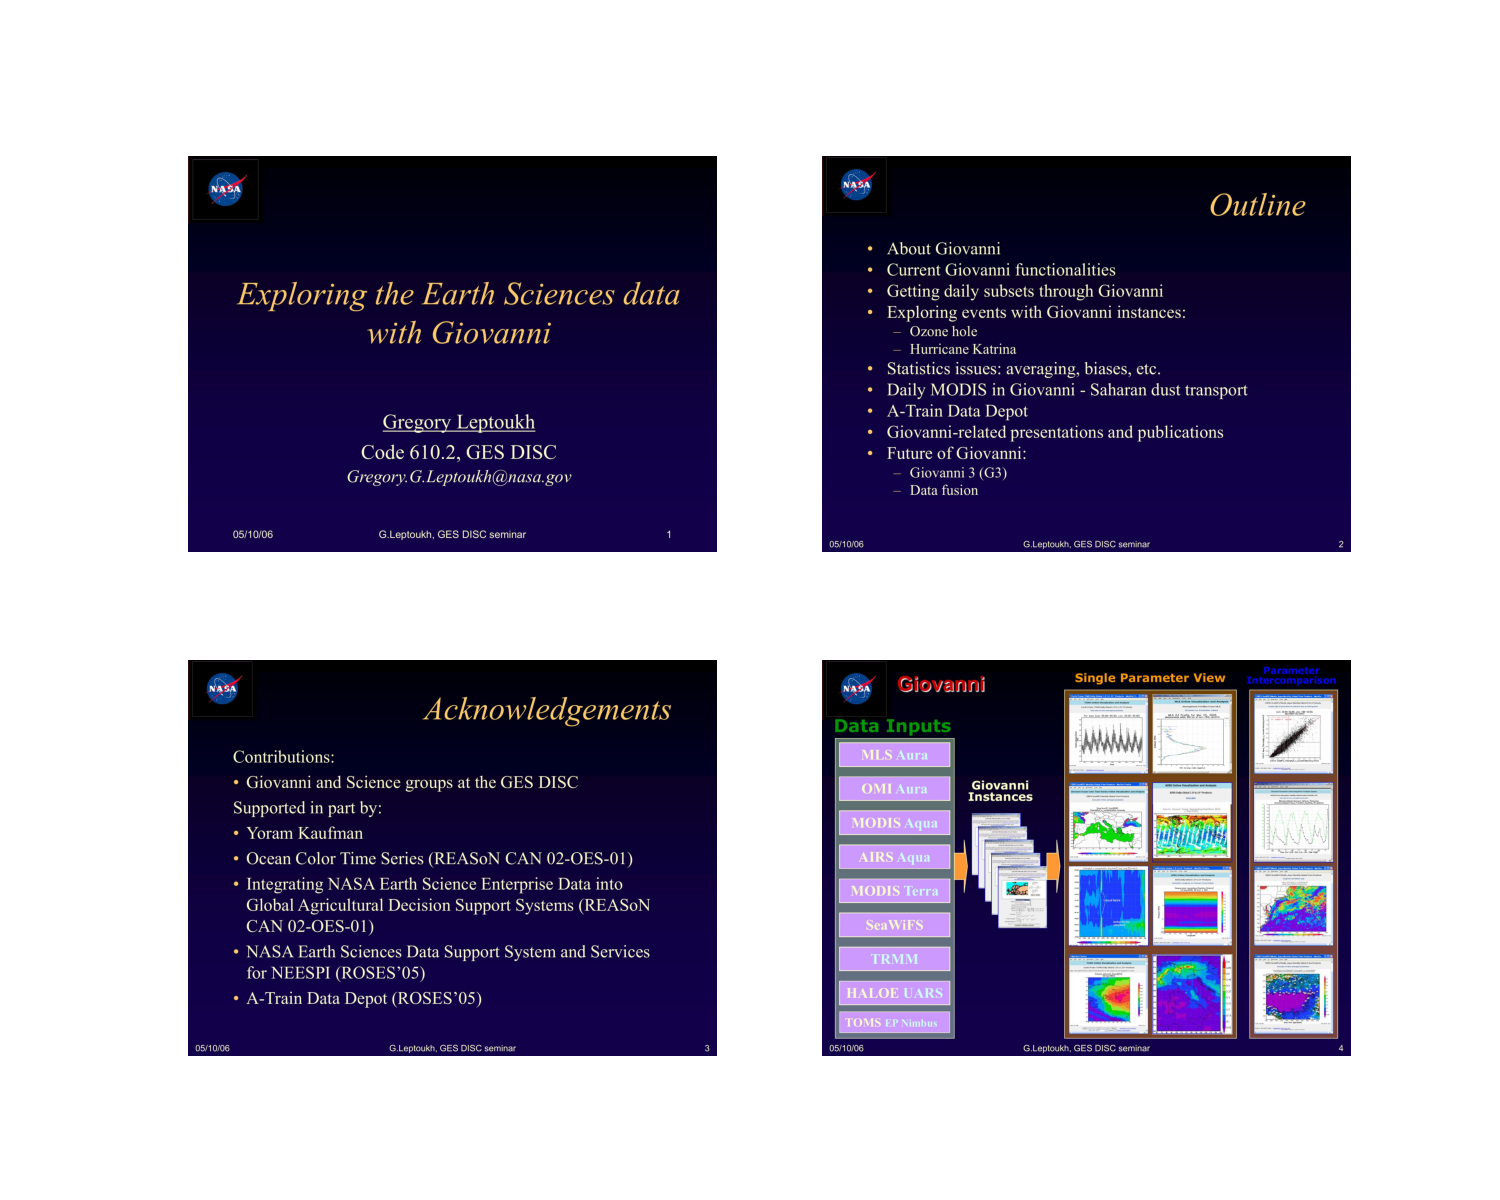 NASA
Exploring the Earth Sciences data
with Giovanni
Gregory Leptoukh
Code 610.2, GES DISC
Gregory.G.Leptoukh@nasa.gov
05/10/06 G.Leptoukh, GES DISC seminar 1
NASA
Outline
• About Giovanni
• Current Giovanni functionalities
• Getting daily subsets through Giovanni
• Exploring events with Giovanni instances:
– Ozone hole
– Hurricane Katrina
• Statistics issues: averaging, biases, etc.
• Daily MODIS in Giovanni - Saharan dust transport
• A-Train Data Depot
• Giovanni-related presentations and publications
• Future of Giovanni:
– Giovanni 3 (G3)
– Data fusion
05/10/06 G.Leptoukh, GES DISC seminar 2
NASA
Acknowledgements
Contributions:
• Giovanni and Science groups at the GES DISC
Supported in part by:
• Yoram Kaufman
• Ocean Color Time Series (REASoN CAN 02-OES-01)
• Integrating NASA Earth Science Enterprise Data into
Global Agricultural Decision Support Systems (REASoN
CAN 02-OES-01)
• NASA Earth Sciences Data Support System and Services
for NEESPI (ROSES’05)
• A-Train Data Depot (ROSES’05)
05/10/06 G.Leptoukh, GES DISC seminar 3
NASA
Giovanni
Data Inputs
MLS Aura
OMI Aura
MODIS Aqua
AIRS Aqua
MODIS Terra
SeaWiFS
TRMM
HALOE UARS
TOMS EP Nimbus
Giovanni
Instances
Single Parameter View
Parameter
Intercomparison
05/10/06 G.Leptoukh, GES DISC seminar 4